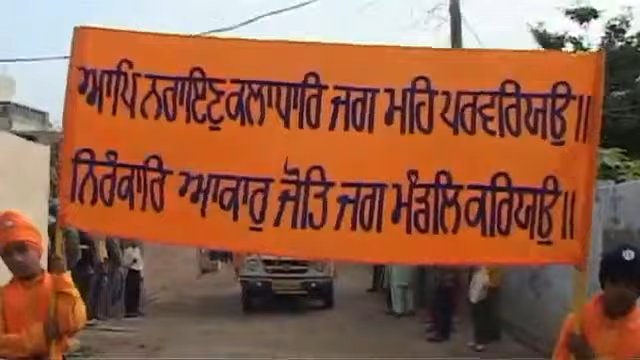 ਆਪਿ ਨਰਾਇਣੁ ਕਲਾਧਾਰਿ ਜਗ ਮਹਿ ਪਰਵਰਿਯਉ॥
ਨਿਰੰਕਾਰਿ ਆਕਾਰੁ ਜੋਤਿ ਜਗ ਮੰਡਲਿ ਕਰਿਯਉ॥